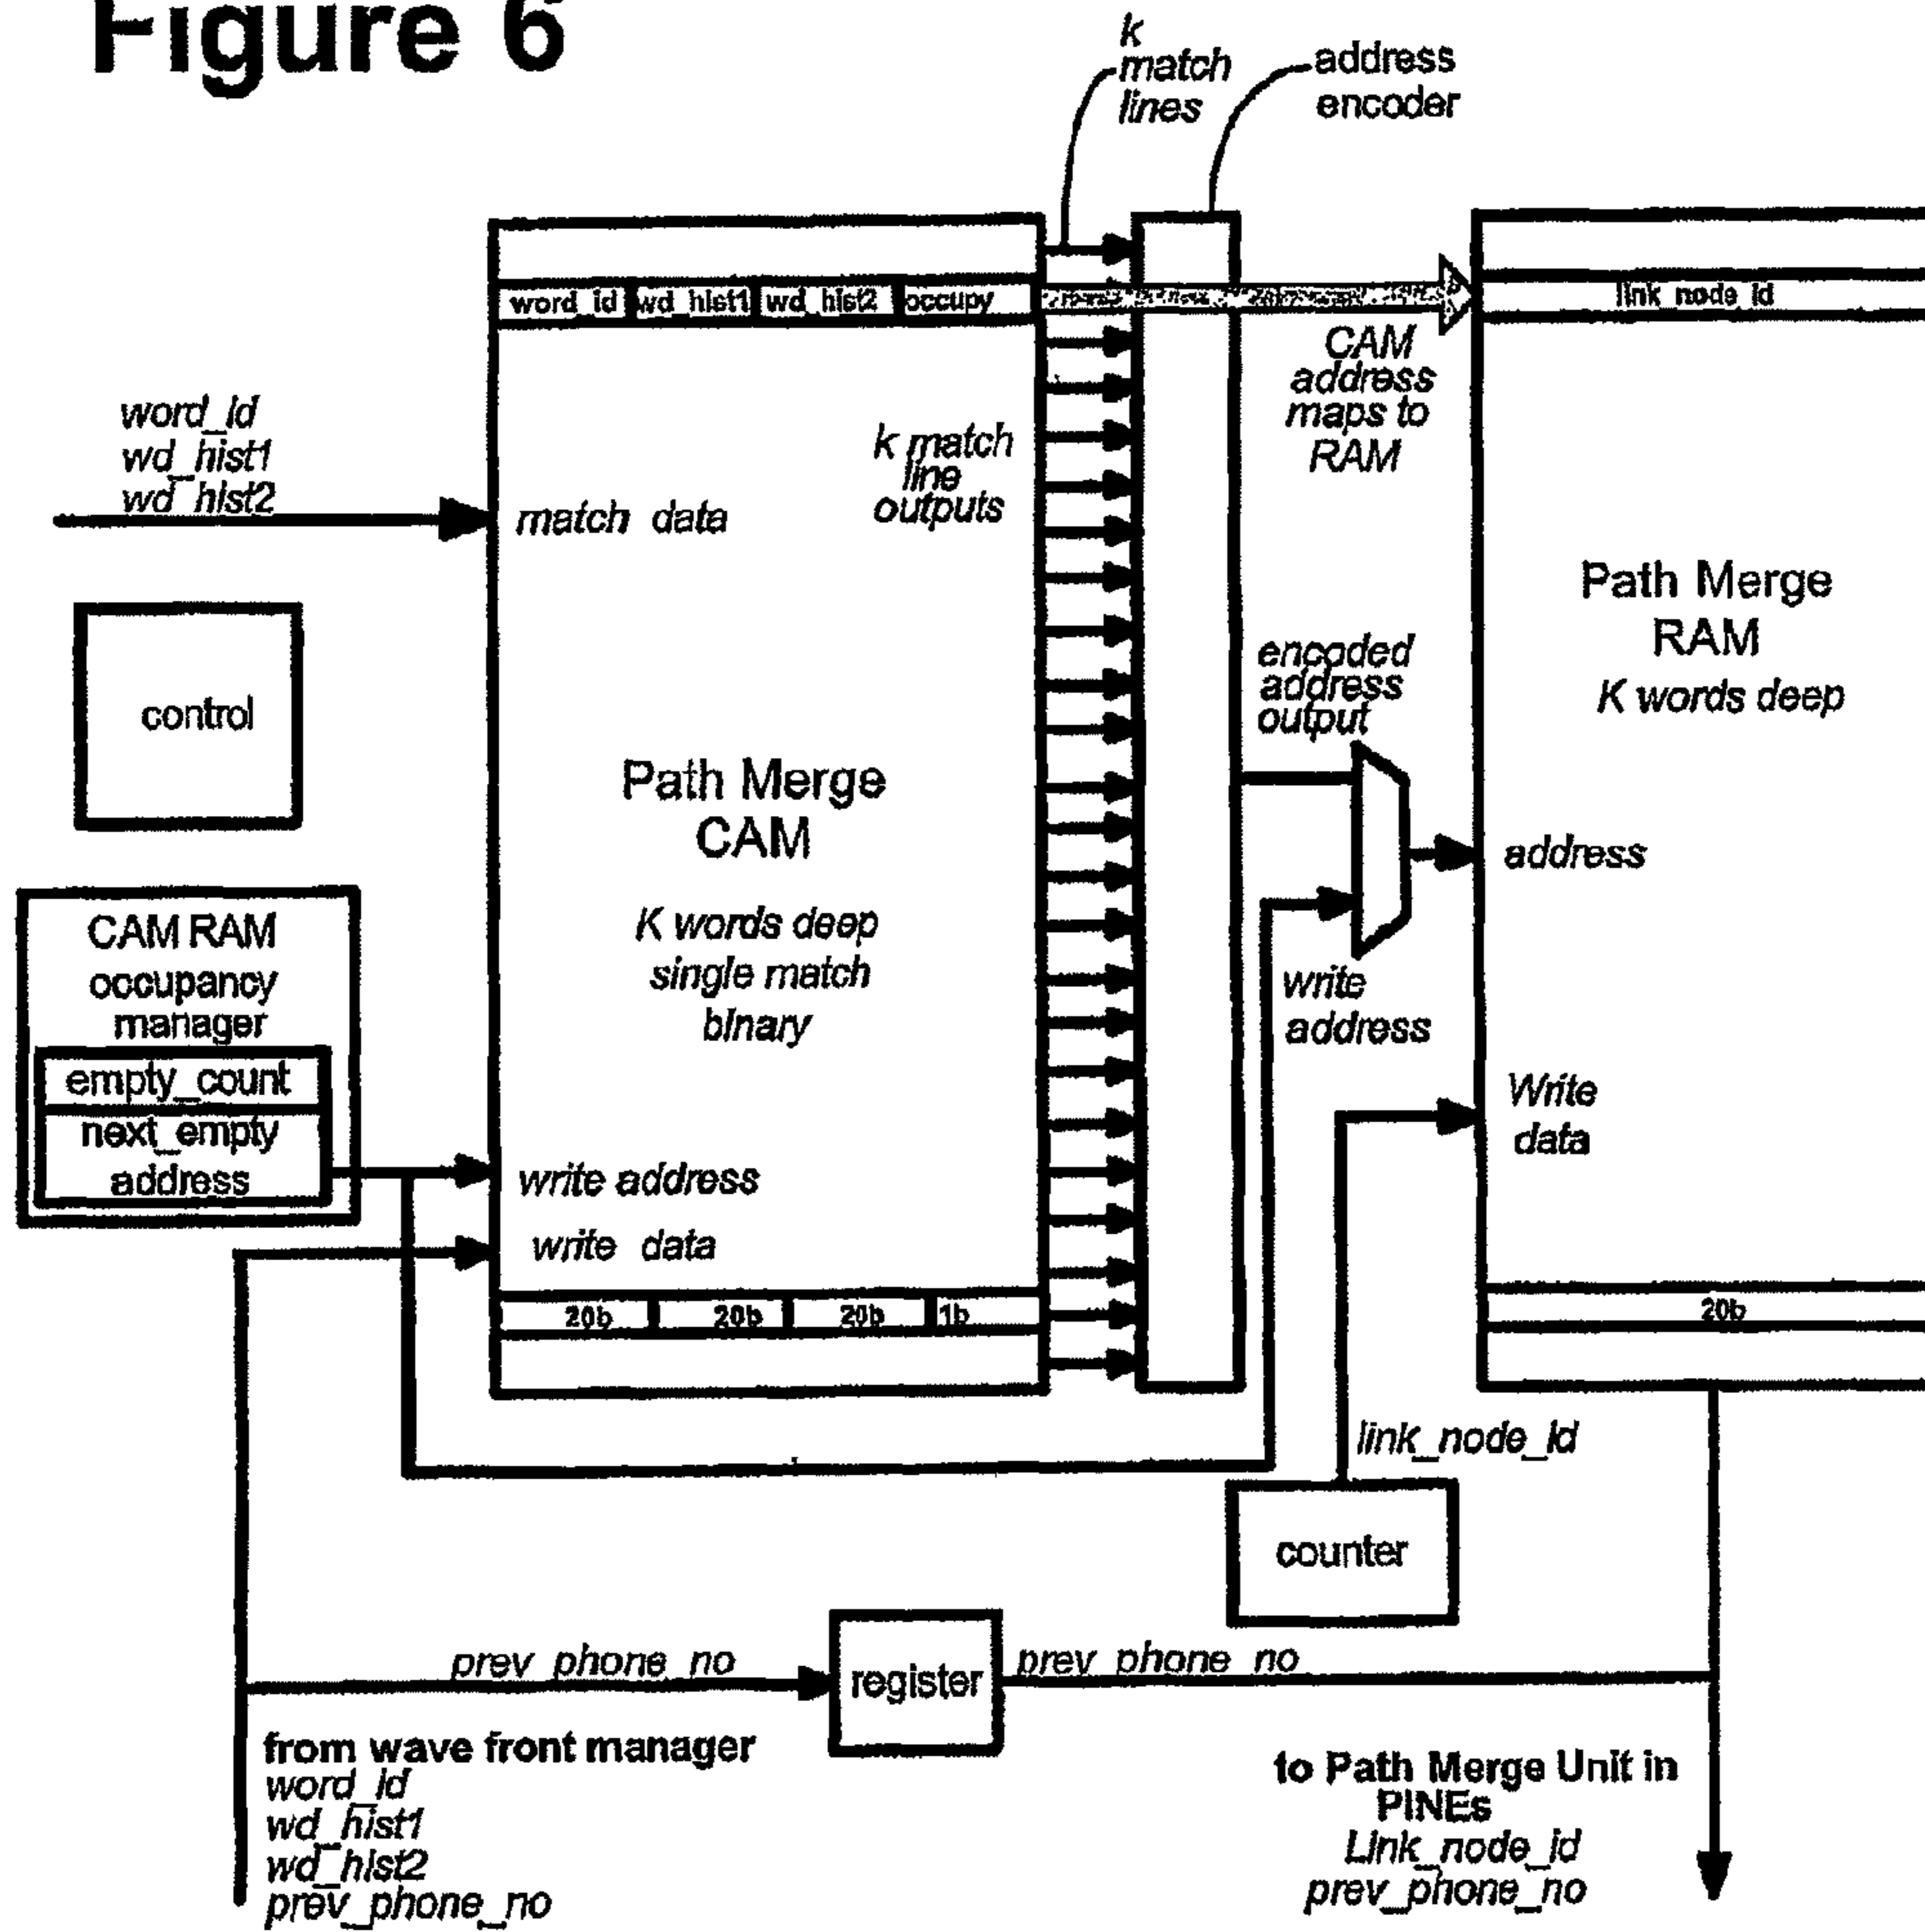 Figure 6
k
match
lines
address
encoder
word_id wd_hist1 wd_hist2 occupy
link_node_id
CAM
address
maps to
RAM
word_id
wd_hist1
wd_hist2
match data
k match
line
outputs
Path Merge
RAM
K words deep
control
encoded
address
output
Path Merge
CAM
K words deep
single match
binary
address
CAM RAM
occupancy
manager
empty_count
next_empty
address
write
address
Write
data
write address
write data
20b 20b 20b 1b
20b
link_node_id
counter
prev_phone_no
register
prev_phone_no
from wave front manager
word_id
wd_hist1
wd_hist2
prev_phone_no
to Path Merge Unit in
PINEs
Link_node_id
prev_phone_no